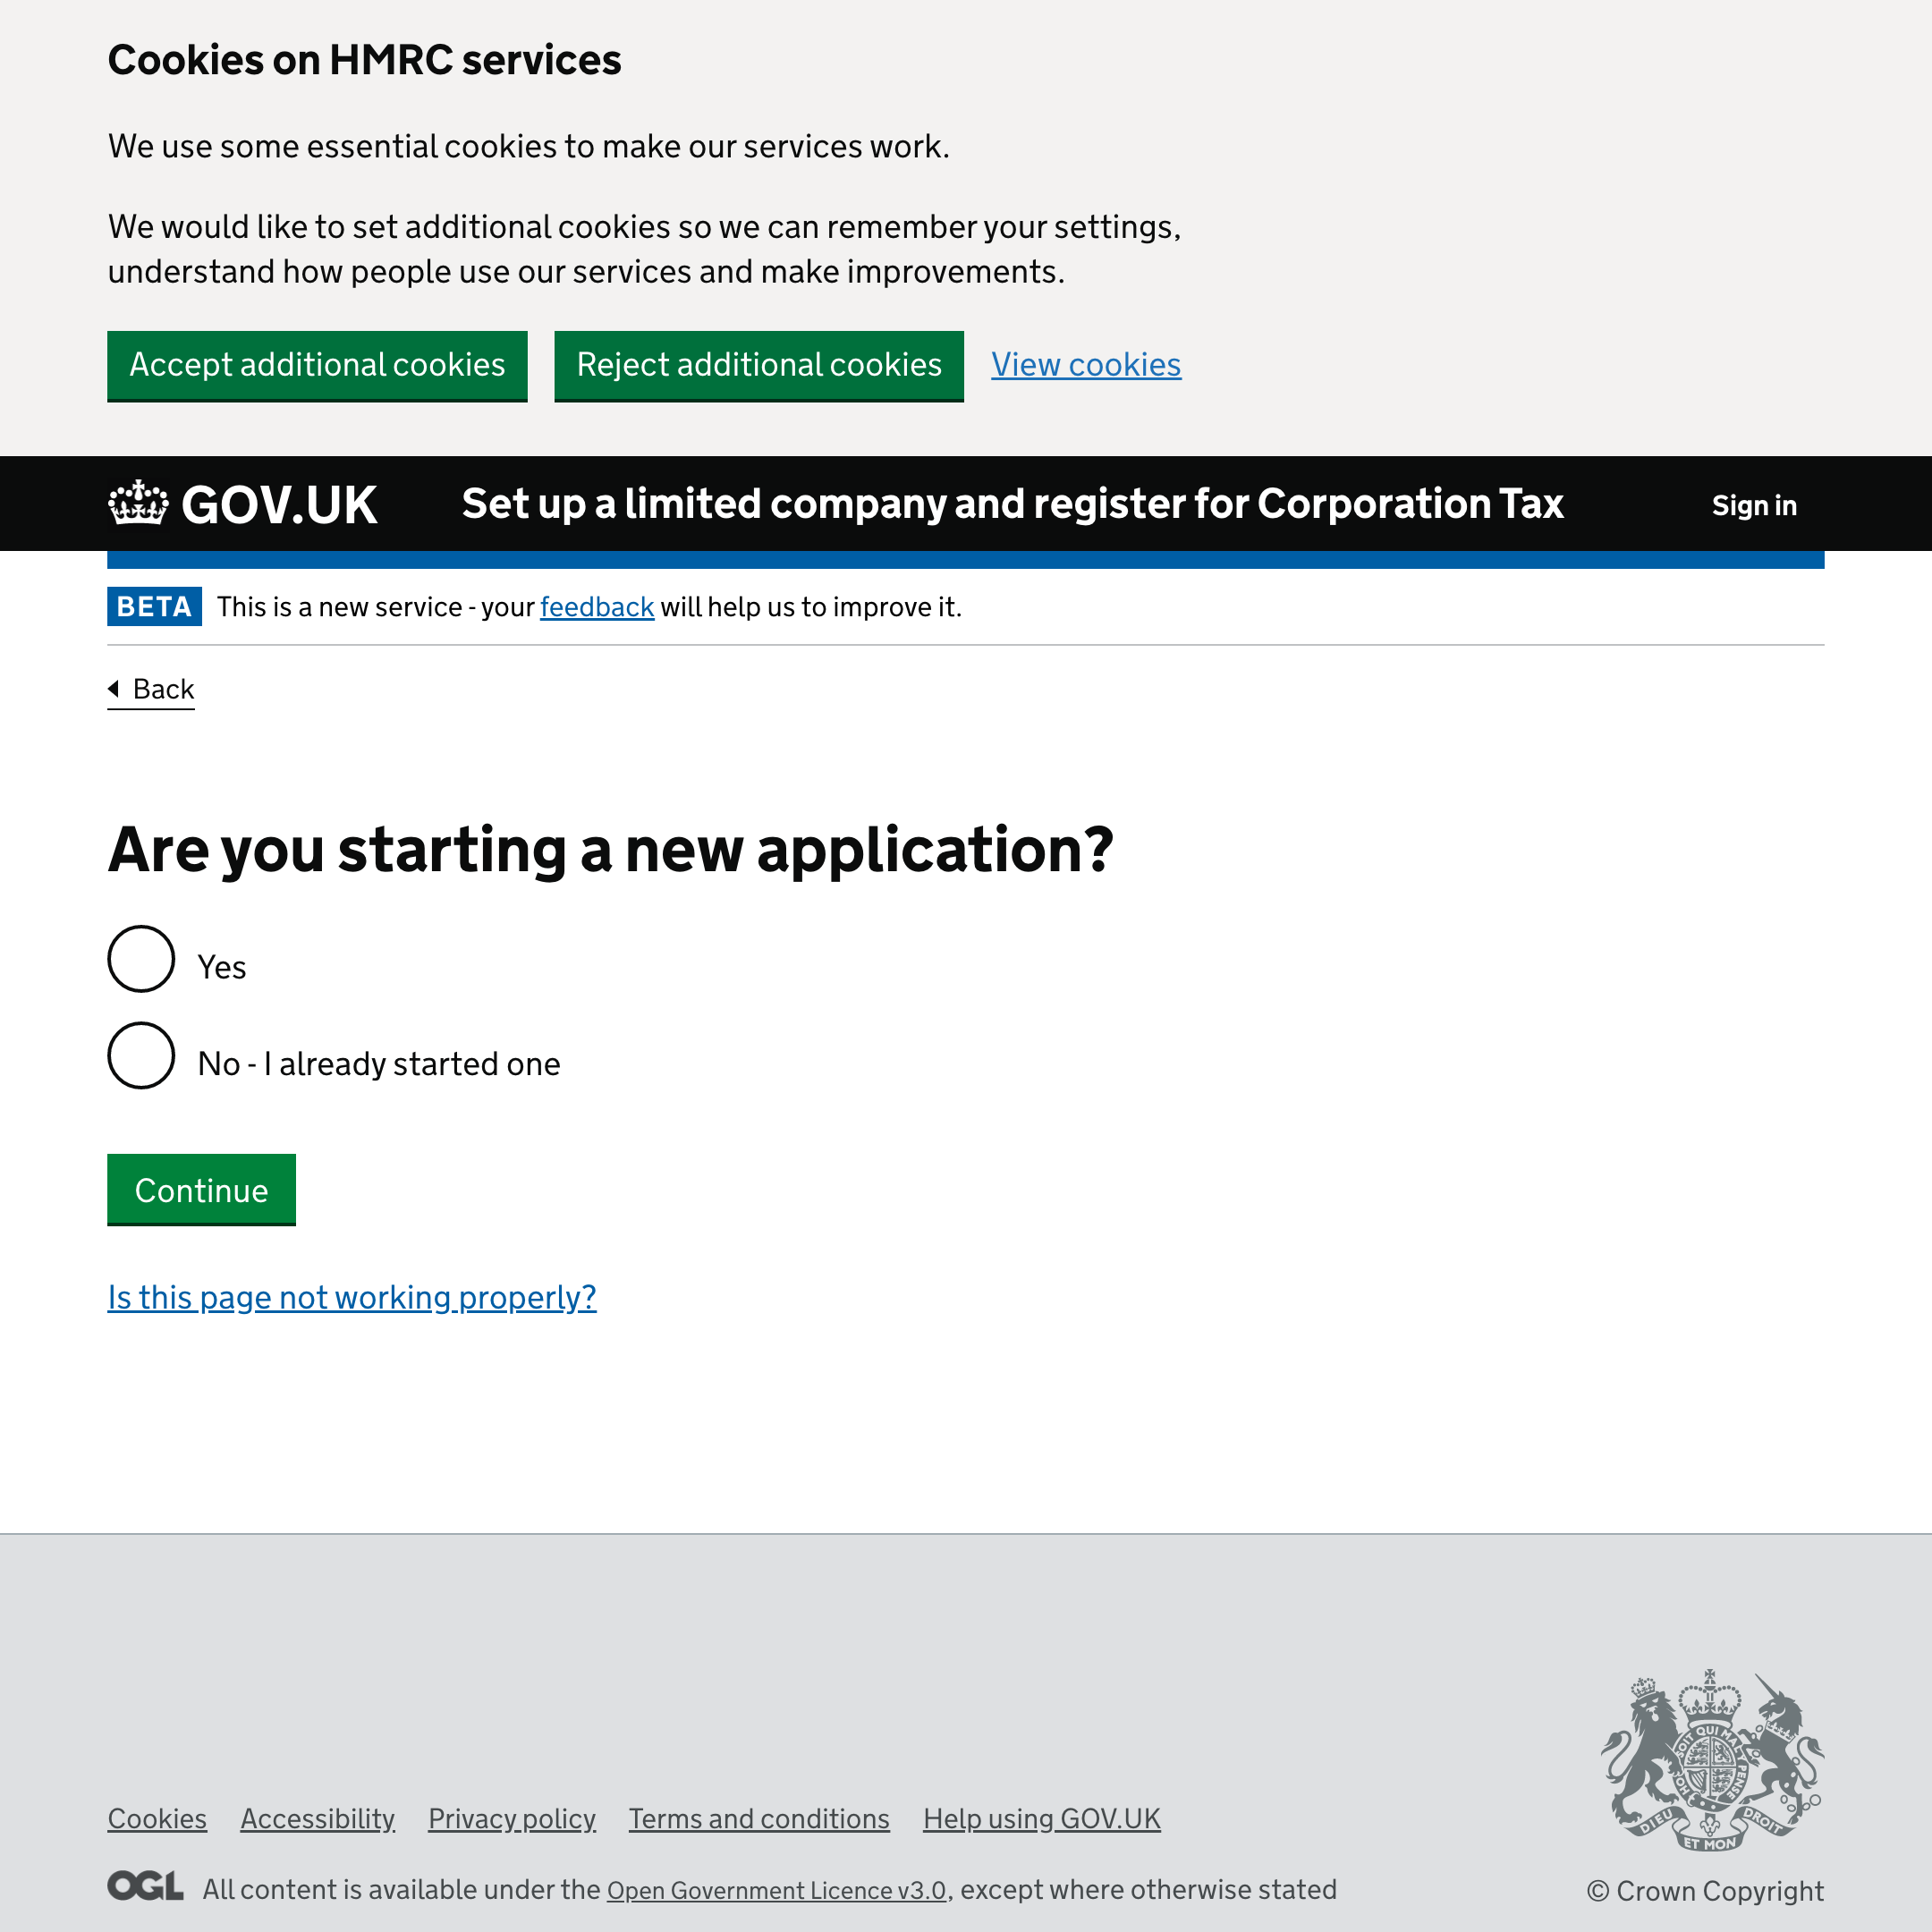 Cookies on HMRC services
We use some essential cookies to make our services work.
We would like to set additional cookies so we can remember your settings,
understand how people use our services and make improvements.
Accept additional cookies Reject additional cookies View cookies
GOV.UK Set up a limited company and register for Corporation Tax Sign in
BETA This is a new service - your feedback will help us to improve it.
Back
Are you starting a new application?
Yes
No - I already started one
Continue
Is this page not working properly?
Cookies Accessibility Privacy policy Terms and conditions Help using GOV.UK
DIEU ET MON DROIT
OGL All content is available under the Open Government Licence v3.0, except where otherwise stated
© Crown Copyright